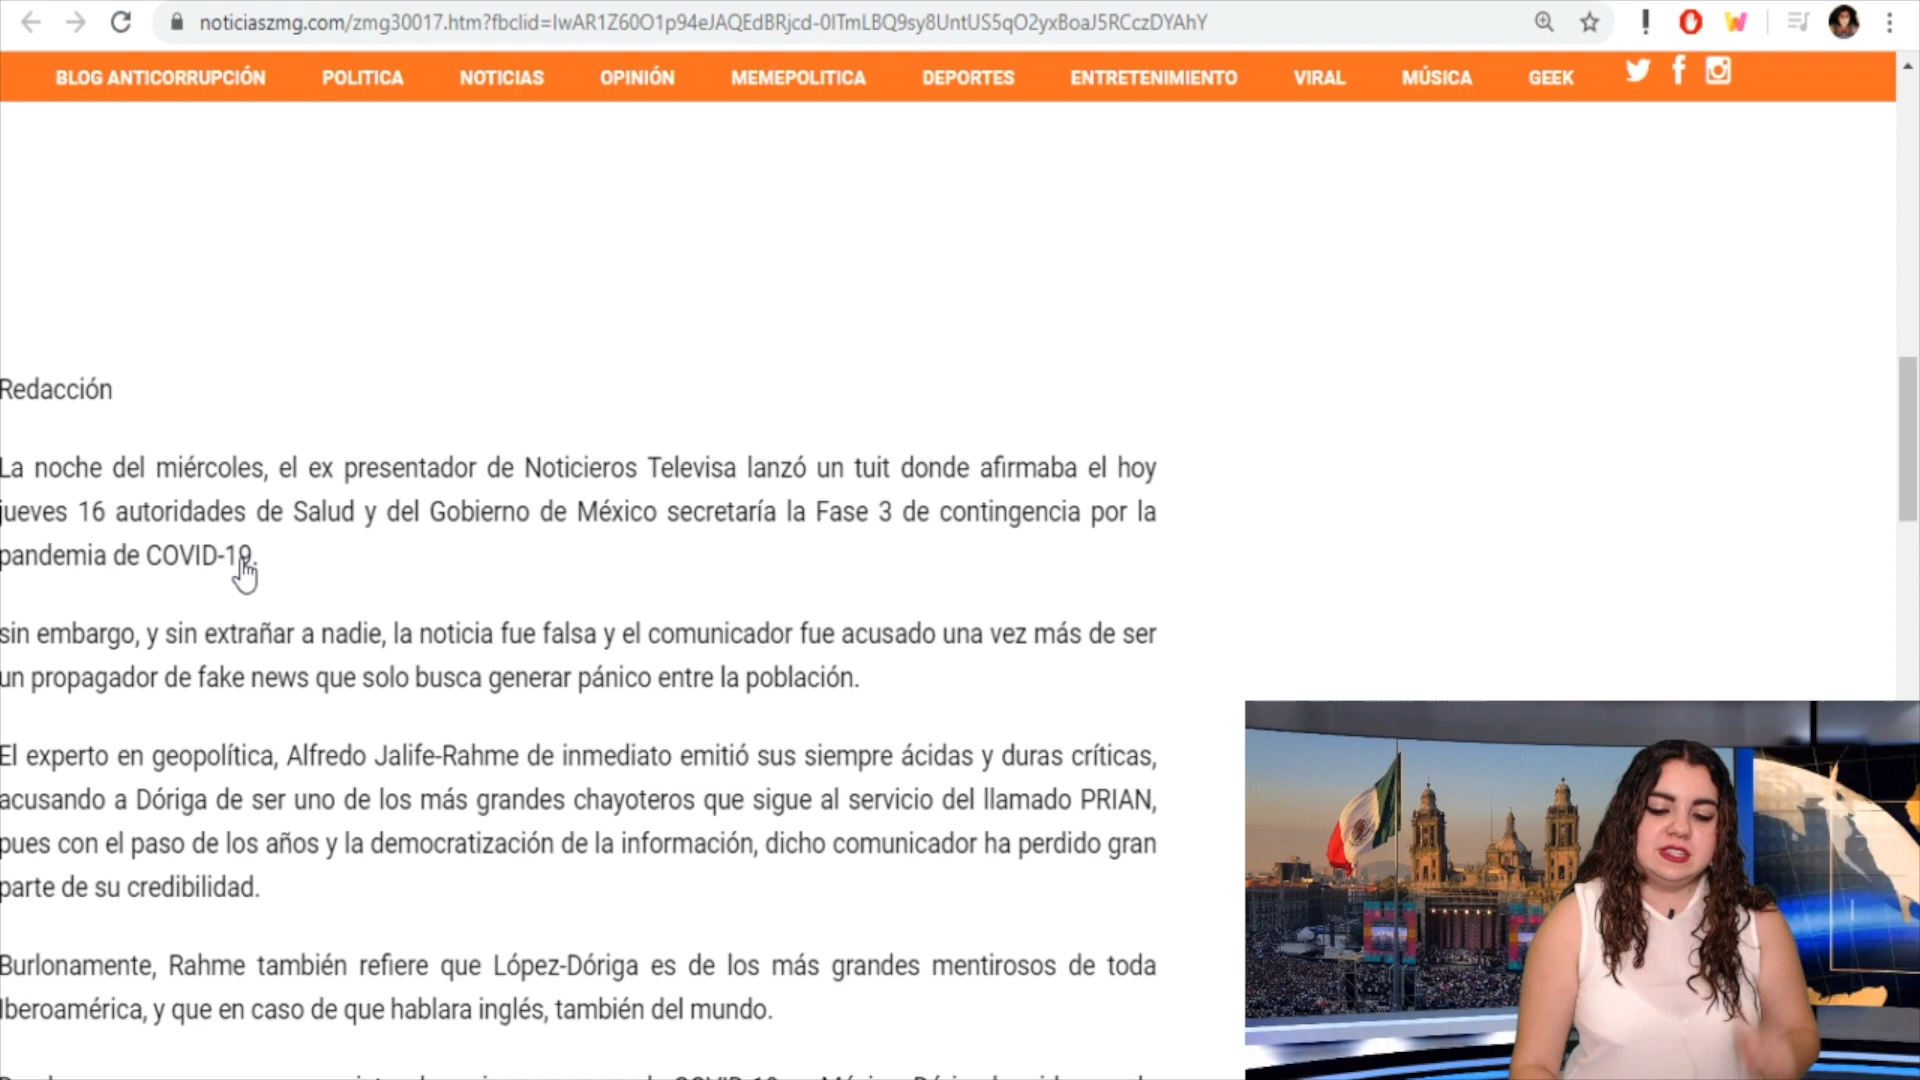 noticiaszmg.com/zmg30017.htm?fbclid=IwAR1Z60O1p94eJAQEdBRjcd-0ITmLBQ9sy8UntUS5qO2yxBoaJ5RCczDYAhY
BLOG ANTICORRUPCIÓN POLITICA NOTICIAS OPINIÓN MEMEPOLITICA DEPORTES ENTRETENIMIENTO VIRAL MÚSICA GEEK
Redacción
La noche del miércoles, el ex presentador de Noticieros Televisa lanzó un tuit donde afirmaba el hoy
jueves 16 autoridades de Salud y del Gobierno de México secretaría la Fase 3 de contingencia por la
pandemia de COVID-19.
sin embargo, y sin extrañar a nadie, la noticia fue falsa y el comunicador fue acusado una vez más de ser
un propagador de fake news que solo busca generar pánico entre la población.
El experto en geopolítica, Alfredo Jalife-Rahme de inmediato emitió sus siempre ácidas y duras críticas,
acusando a Dóriga de ser uno de los más grandes chayoteros que sigue al servicio del llamado PRIAN,
pues con el paso de los años y la democratización de la información, dicho comunicador ha perdido gran
parte de su credibilidad.
Burlonamente, Rahme también refiere que López-Dóriga es de los más grandes mentirosos de toda
Iberoamérica, y que en caso de que hablara inglés, también del mundo.